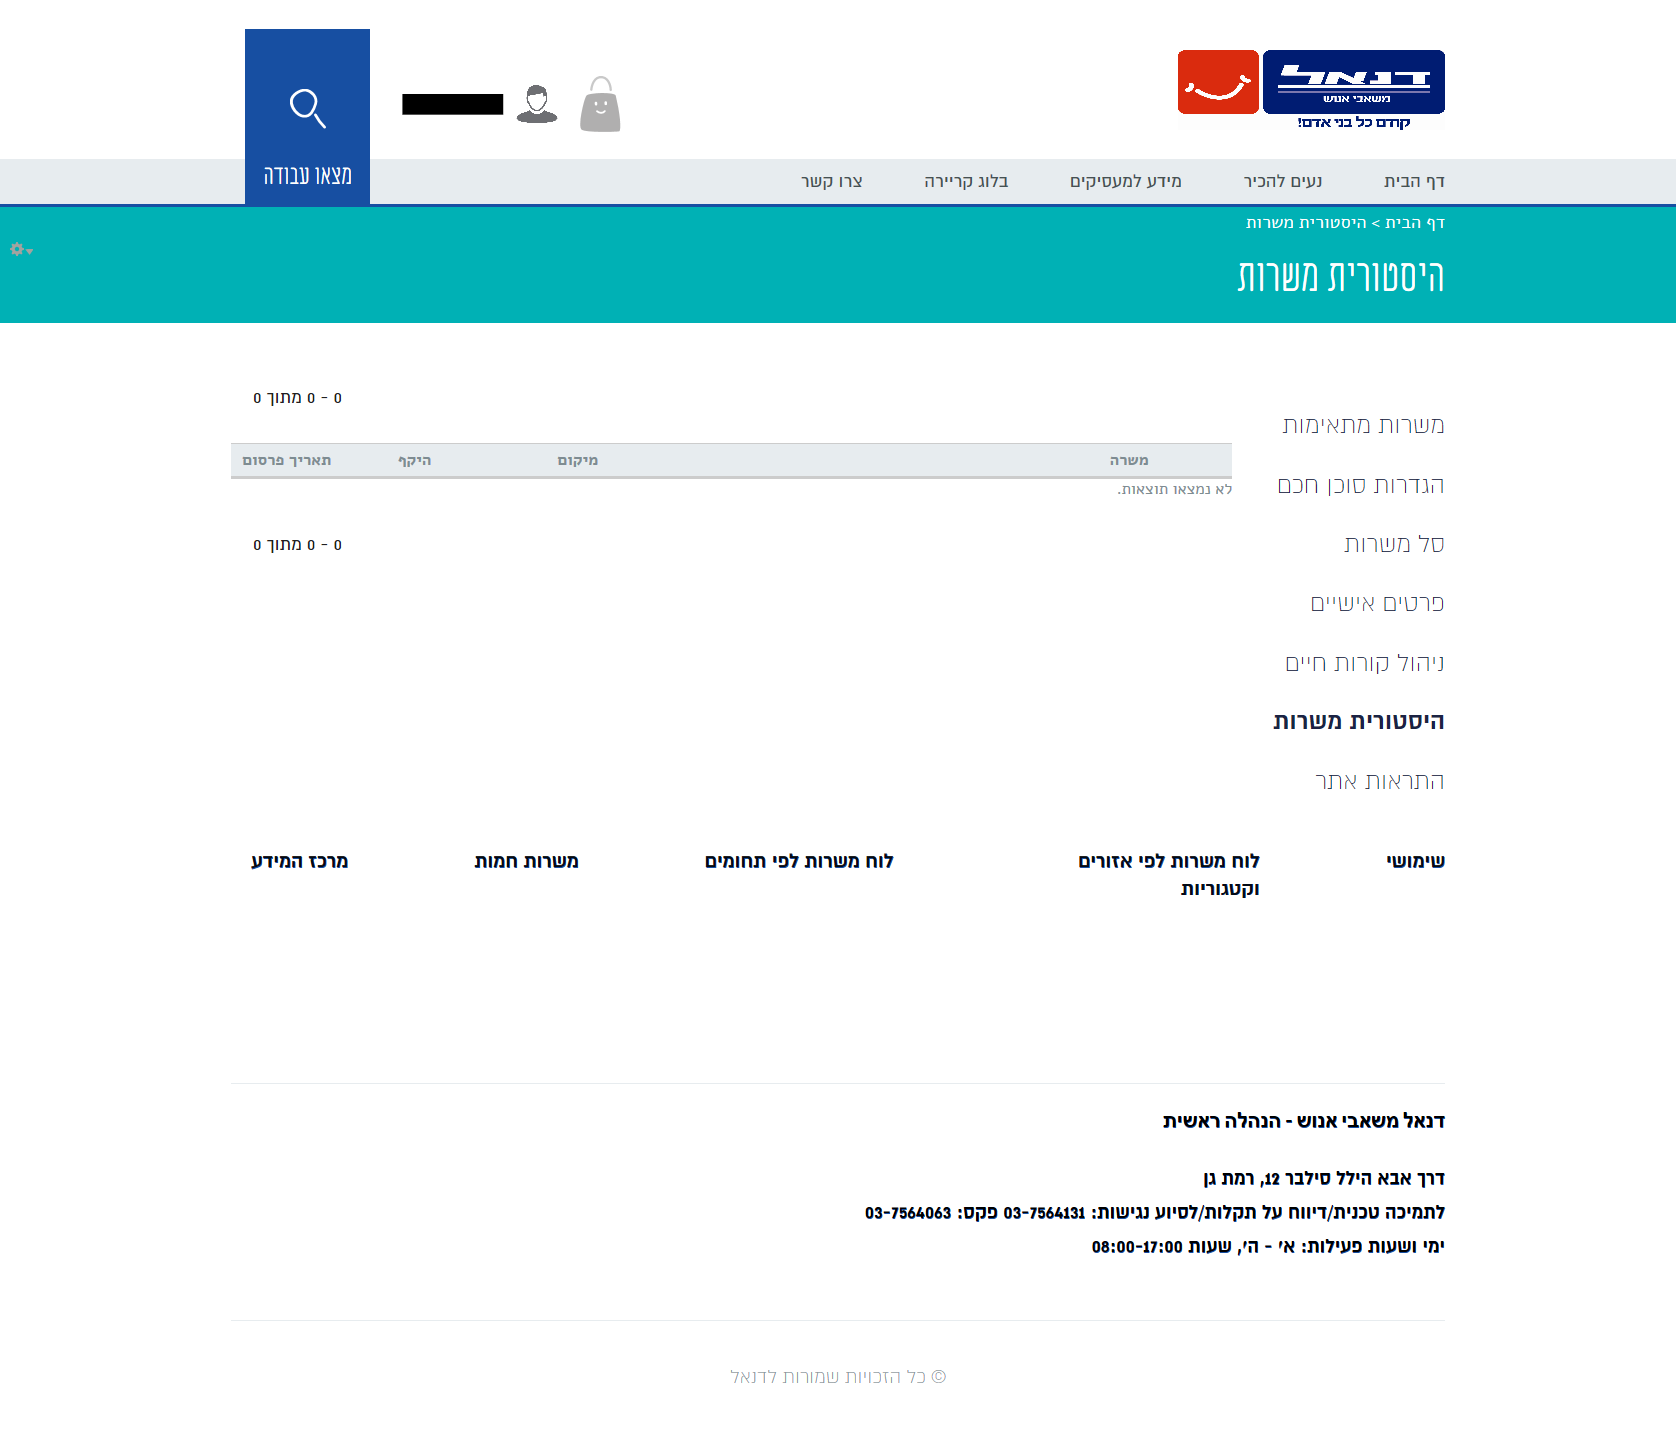 דנאל
משאבי אנוש
קודם כל בני אדם!
מצאו עבודה
דף הבית
נעים להכיר
מידע למעסיקים
בלוג קריירה
צרו קשר
דף הבית > היסטורית משרות
היסטורית משרות
משרות מתאימות
הגדרות סוכן חכם
סל משרות
פרטים אישיים
ניהול קורות חיים
היסטורית משרות
התראות אתר
0 - 0 מתוך 0
משרה מיקום היקף תאריך פרסום
לא נמצאו תוצאות.
0 - 0 מתוך 0
שימושי
לוח משרות לפי אזורים
וקטגוריות
לוח משרות לפי תחומים
משרות חמות
מרכז המידע
דנאל משאבי אנוש - הנהלה ראשית
דרך אבא הילל סילבר 12, רמת גן
לתמיכה טכנית/דיווח על תקלות/לסיוע נגישות: 03-7564131 פקס: 03-7564063
ימי ושעות פעילות: א' - ה', שעות 08:00-17:00
© כל הזכויות שמורות לדנאל